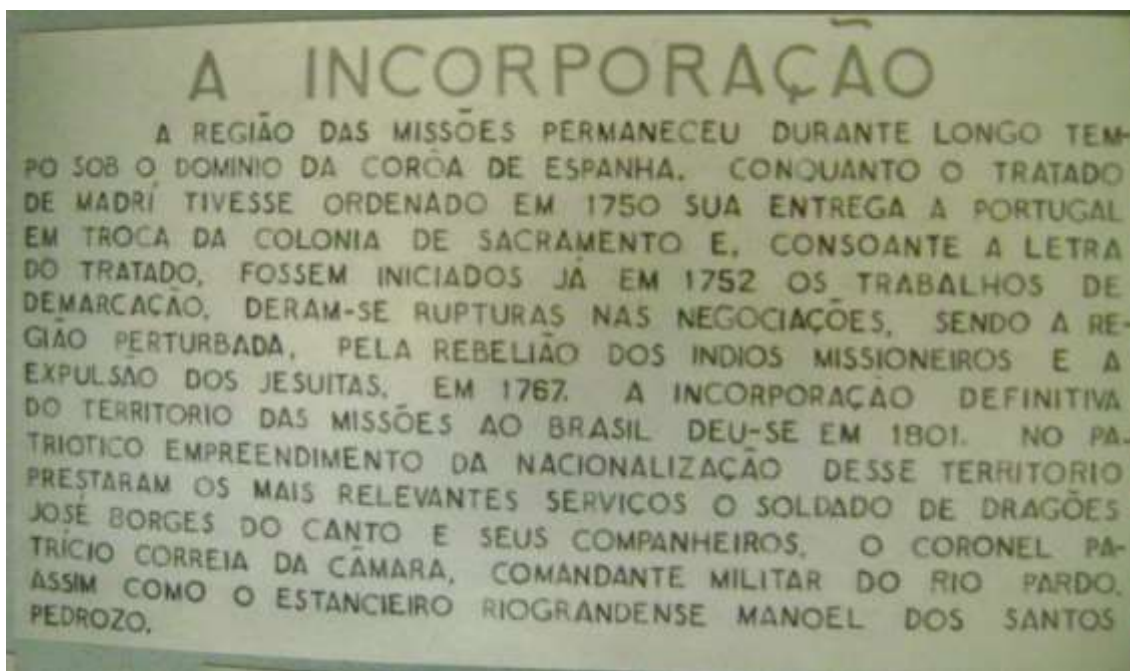 A INCORPORAÇÃO
A REGIÃO DAS MISSÕES PERMANECEU DURANTE LONGO TEM-
PO SOB O DOMINIO DA CORÔA DE ESPANHA. CONQUANTO O TRATADO
DE MADRÍ TIVESSE ORDENADO EM 1750 SUA ENTREGA A PORTUGAL
EM TROCA DA COLONIA DE SACRAMENTO E, CONSOANTE A LETRA
DO TRATADO, FOSSEM INICIADOS JÁ EM 1752 OS TRABALHOS DE
DEMARCAÇÃO, DERAM-SE RUPTURAS NAS NEGOCIAÇÕES, SENDO A RE-
GIÃO PERTURBADA, PELA REBELIÃO DOS INDIOS MISSIONEIROS E A
EXPULSÃO DOS JESUITAS, EM 1767. A INCORPORAÇÃO DEFINITIVA
DO TERRITORIO DAS MISSÕES AO BRASIL DEU-SE EM 1801. NO PA-
TRIOTICO EMPREENDIMENTO DA NACIONALIZAÇÃO DESSE TERRITORIO
PRESTARAM OS MAIS RELEVANTES SERVIÇOS O SOLDADO DE DRAGÕES
JOSÉ BORGES DO CANTO E SEUS COMPANHEIROS, O CORONEL PA-
TRÍCIO CORREIA DA CÂMARA, COMANDANTE MILITAR DO RIO PARDO,
ASSIM COMO O ESTANCIEIRO RIOGRANDENSE MANOEL DOS SANTOS
PEDROZO.